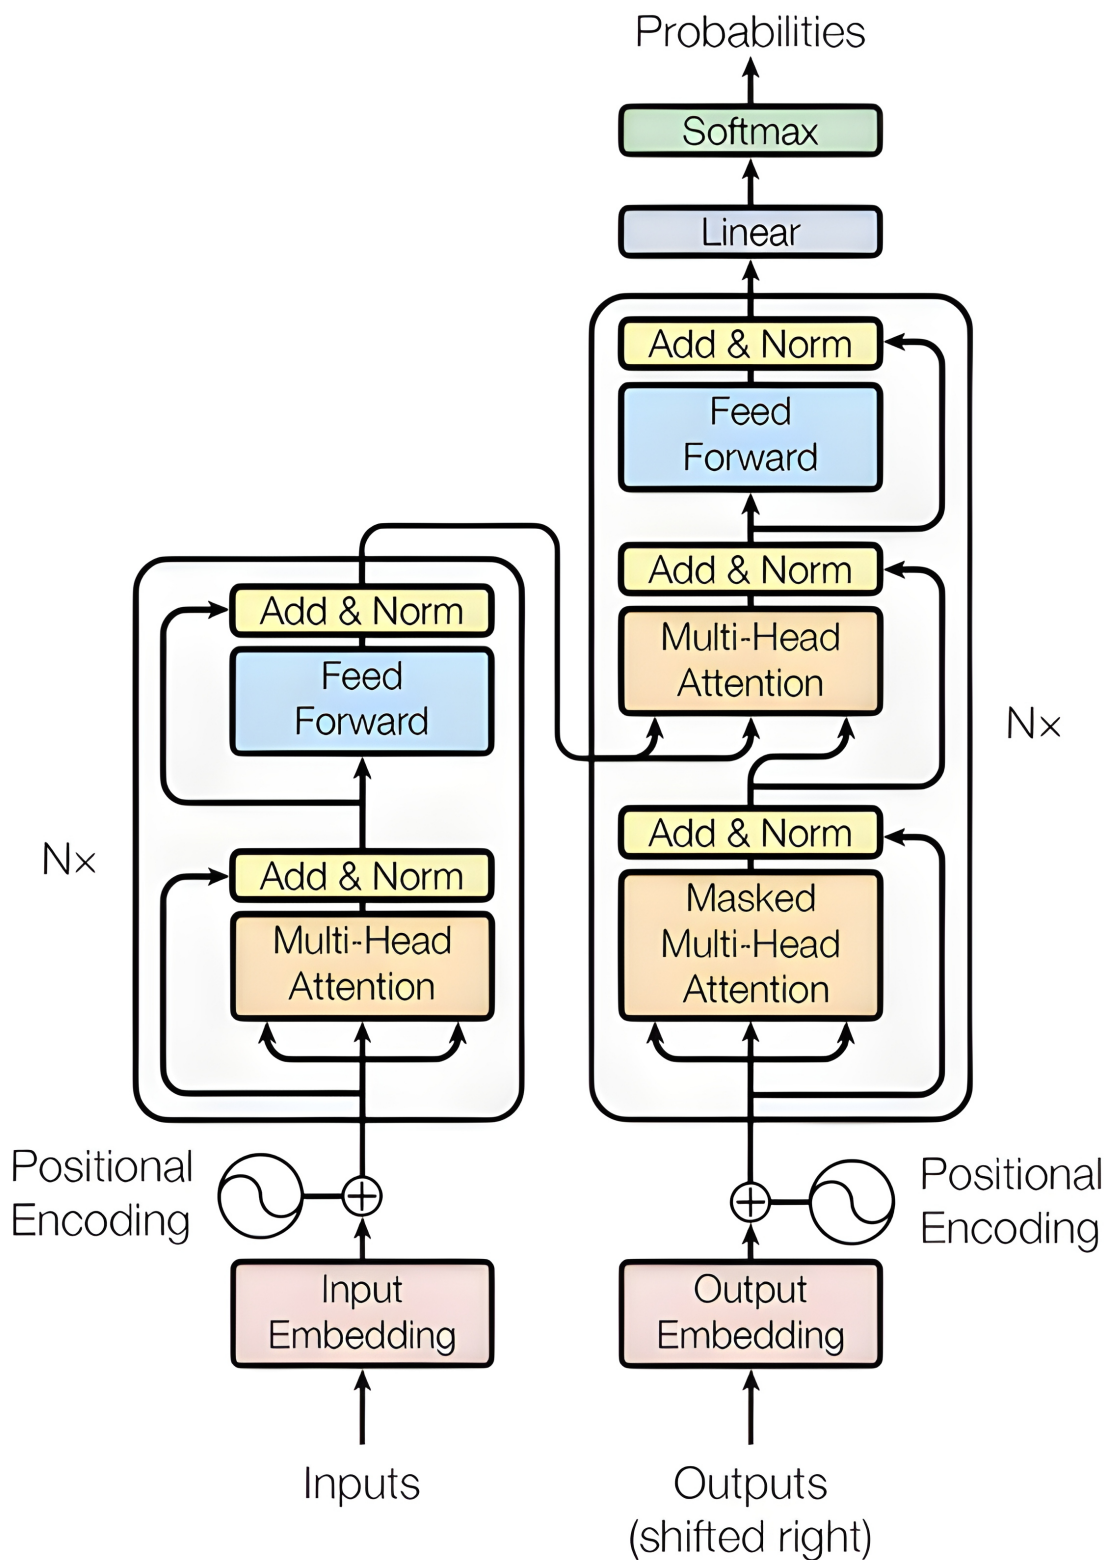 Probabilities
Softmax
Linear
Add & Norm
Feed
Forward
Add & Norm
Multi-Head
Attention
Nx
Add & Norm
Masked
Multi-Head
Attention
Add & Norm
Feed
Forward
Nx
Add & Norm
Multi-Head
Attention
Positional
Encoding
Positional
Encoding
Input
Embedding
Output
Embedding
Inputs
Outputs
(shifted right)